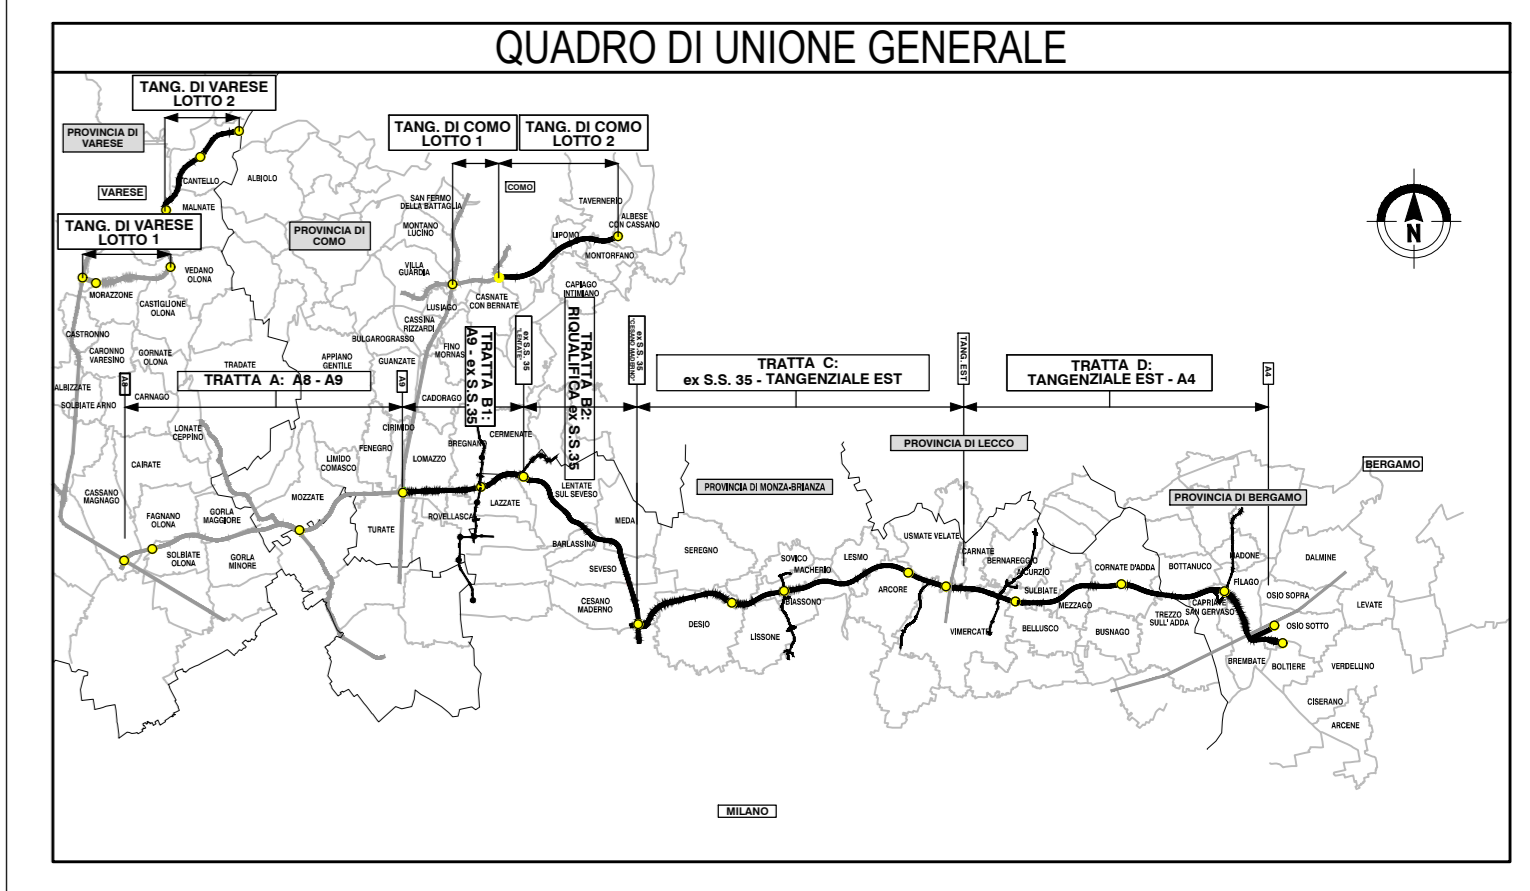 QUADRO DI UNIONE GENERALE
TANG. DI VARESE
LOTTO 2
PROVINCIA DI
VARESE
CANTELLO
ALBIOLO
VARESE
MALNATE
TANG. DI VARESE
LOTTO 1
PROVINCIA DI
COMO
TANG. DI COMO
LOTTO 1
TANG. DI COMO
LOTTO 2
COMO
SAN FERMO
DELLA BATTAGLIA
TAVERNERIO
ALBESE
CON CASSANO
MONTANO
LUCINO
LIPOMO
MONTORFANO
VILLA
GUARDIA
CAPIAGO
INTIMIANO
N
VEDANO
OLONA
MORAZZONE
CASTIGLIONE
OLONA
CASNATE
CON BERNATE
LUSIAGO
CASSINA
RIZZARDI
BULGAROGRASSO
FINO
MORNAS
CASTRONNO
CARONNO
VARESINO
GORNATE
OLONA
TRADATE
APPIANO
GENTILE
GUANZATE
ALBIZZATE
SOLBIATE ARNO
CARNAGO
CADORAGO
A8
TRATTA A: A8 - A9
A9
TRATTA B1:
A9 - ex S.S.35
ex S.S. 35
"LENTATE"
TRATTA B2:
RIQUALIFICA ex S.S.35
ex S.S. 35
"CESANO MADERNO"
TRATTA C:
ex S.S. 35 - TANGENZIALE EST
TANG. EST
TRATTA D:
TANGENZIALE EST - A4
A4
LONATE
CEPPINO
CIRIMIDO
FENEGRO
BREGNANO
CERMENATE
LOMAZZO
LIMIDO
COMASCO
CAIRATE
CASSANO
MAGNAGO
MOZZATE
LENTATE
SUL SEVESO
PROVINCIA DI LECCO
PROVINCIA DI MONZA-BRIANZA
PROVINCIA DI BERGAMO
BERGAMO
FAGNANO
OLONA
GORLA
MAGGIORE
TURATE
ROVELLASCA
LAZZATE
MEDA
BARLASSINA
SOLBIATE
OLONA
GORLA
MINORE
SEVESO
CESANO
MADERNO
SEREGNO
SOVICO
MACHERIO
LESMO
USMATE VELATE
CARNATE
BERNAREGGIO
SULBIATE
MEZZAGO
CORNATE D'ADDA
BOTTANUCO
MADONE
FILAGO
DALMINE
ARCORE
BIASSONO
DESIO
LISSONE
VIMERCATE
BELLUSCO
BUSNAGO
TREZZO
SULL'ADDA
CAPRIATE
SAN GERVASO
OSIO SOPRA
LEVATE
OSIO SOTTO
BREMBATE
BOLTIERE
VERDELLINO
CISERANO
ARCENE
MILANO